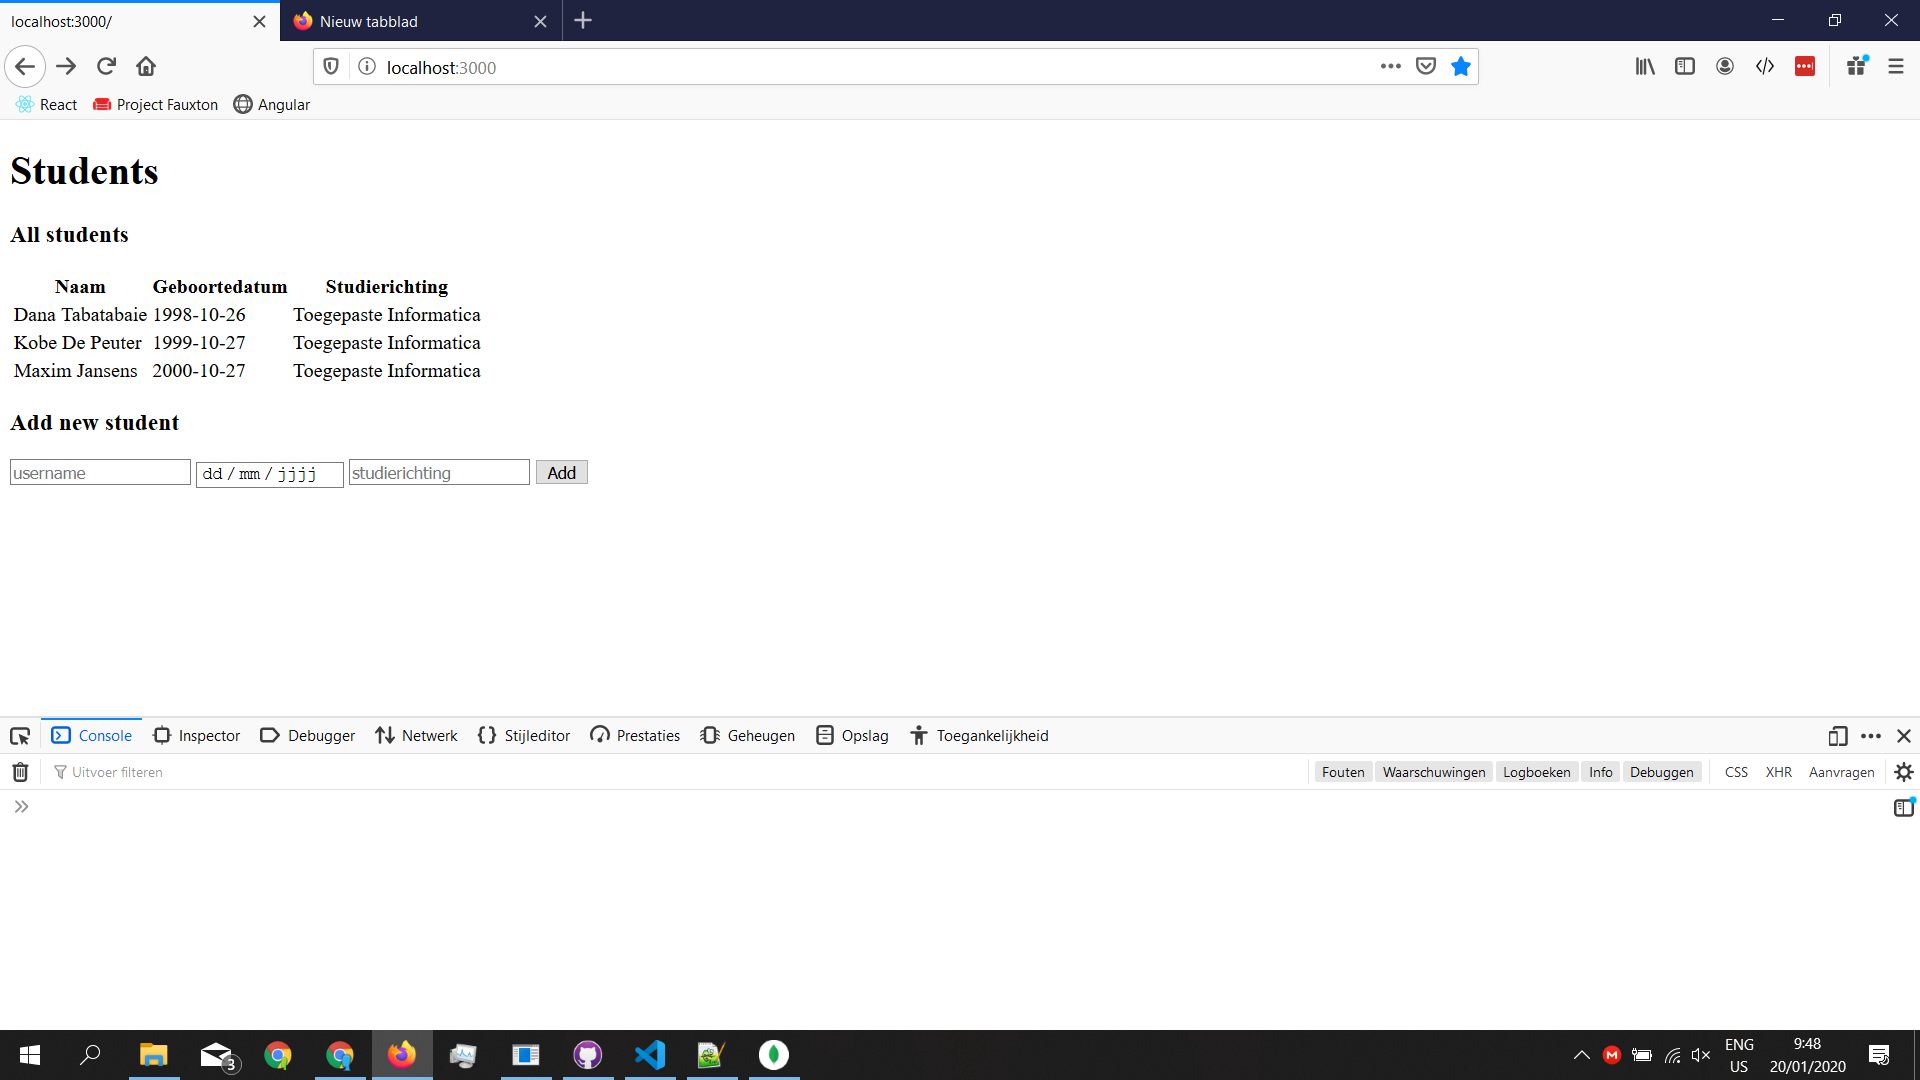 localhost:3000/
Nieuw tabblad
localhost:3000
React
Project Fauxton
Angular
Students
All students
Naam Geboortedatum Studierichting
Dana Tabatabaie 1998-10-26 Toegepaste Informatica
Kobe De Peuter 1999-10-27 Toegepaste Informatica
Maxim Jansens 2000-10-27 Toegepaste Informatica
Add new student
username dd / mm / jjjj studierichting Add
Console Inspector Debugger Netwerk Stijleditor Prestaties Geheugen Opslag Toegankelijkheid
Uitvoer filteren Fouten Waarschuwingen Logboeken Info Debuggen CSS XHR Aanvragen
3
ENG
US
9:48
20/01/2020